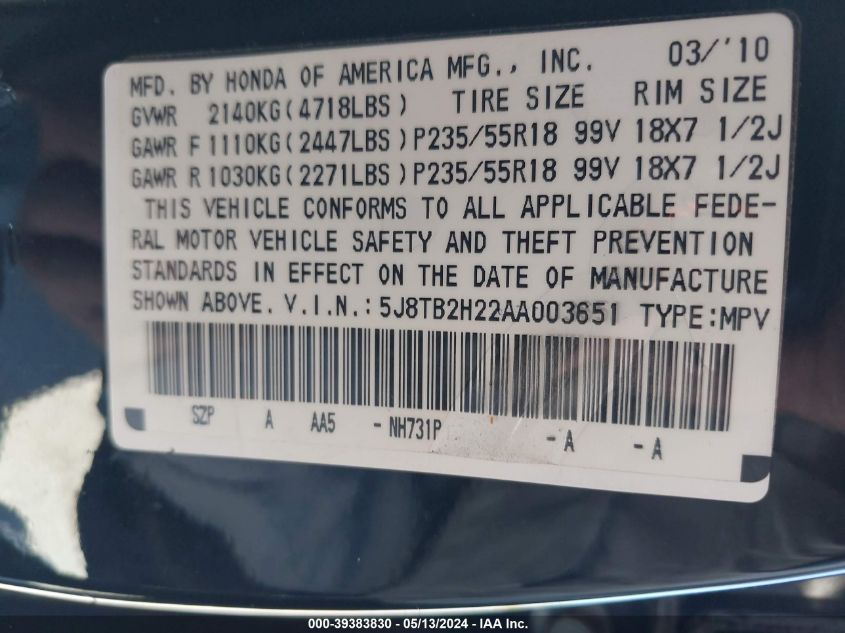 MFD. BY HONDA OF AMERICA MFG., INC. 03/'10
GVWR 2140KG(4718LBS) TIRE SIZE RIM SIZE
GAWR F 1110KG(2447LBS)P235/55R18 99V 18X7 1/2J
GAWR R 1030KG(2271LBS)P235/55R18 99V 18X7 1/2J
THIS VEHICLE CONFORMS TO ALL APPLICABLE FEDE-
RAL MOTOR VEHICLE SAFETY AND THEFT PREVENTION
STANDARDS IN EFFECT ON THE DATE OF MANUFACTURE
SHOWN ABOVE. V.I.N.:5J8TB2H22AA003651 TYPE:MPV
SZP A AA5 - NH731P - A - A
000-39383830 - 05/13/2024 - IAA Inc.